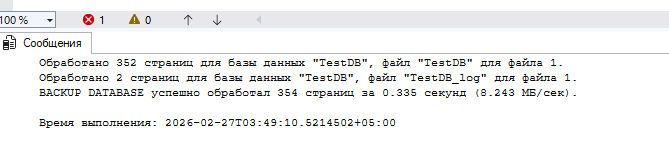 100 %
1
0
Сообщения
Обработано 352 страниц для базы данных "TestDB", файл "TestDB" для файла 1.
Обработано 2 страниц для базы данных "TestDB", файл "TestDB_log" для файла 1.
BACKUP DATABASE успешно обработал 354 страниц за 0.335 секунд (8.243 МБ/сек).
Время выполнения: 2026-02-27T03:49:10.5214502+05:00